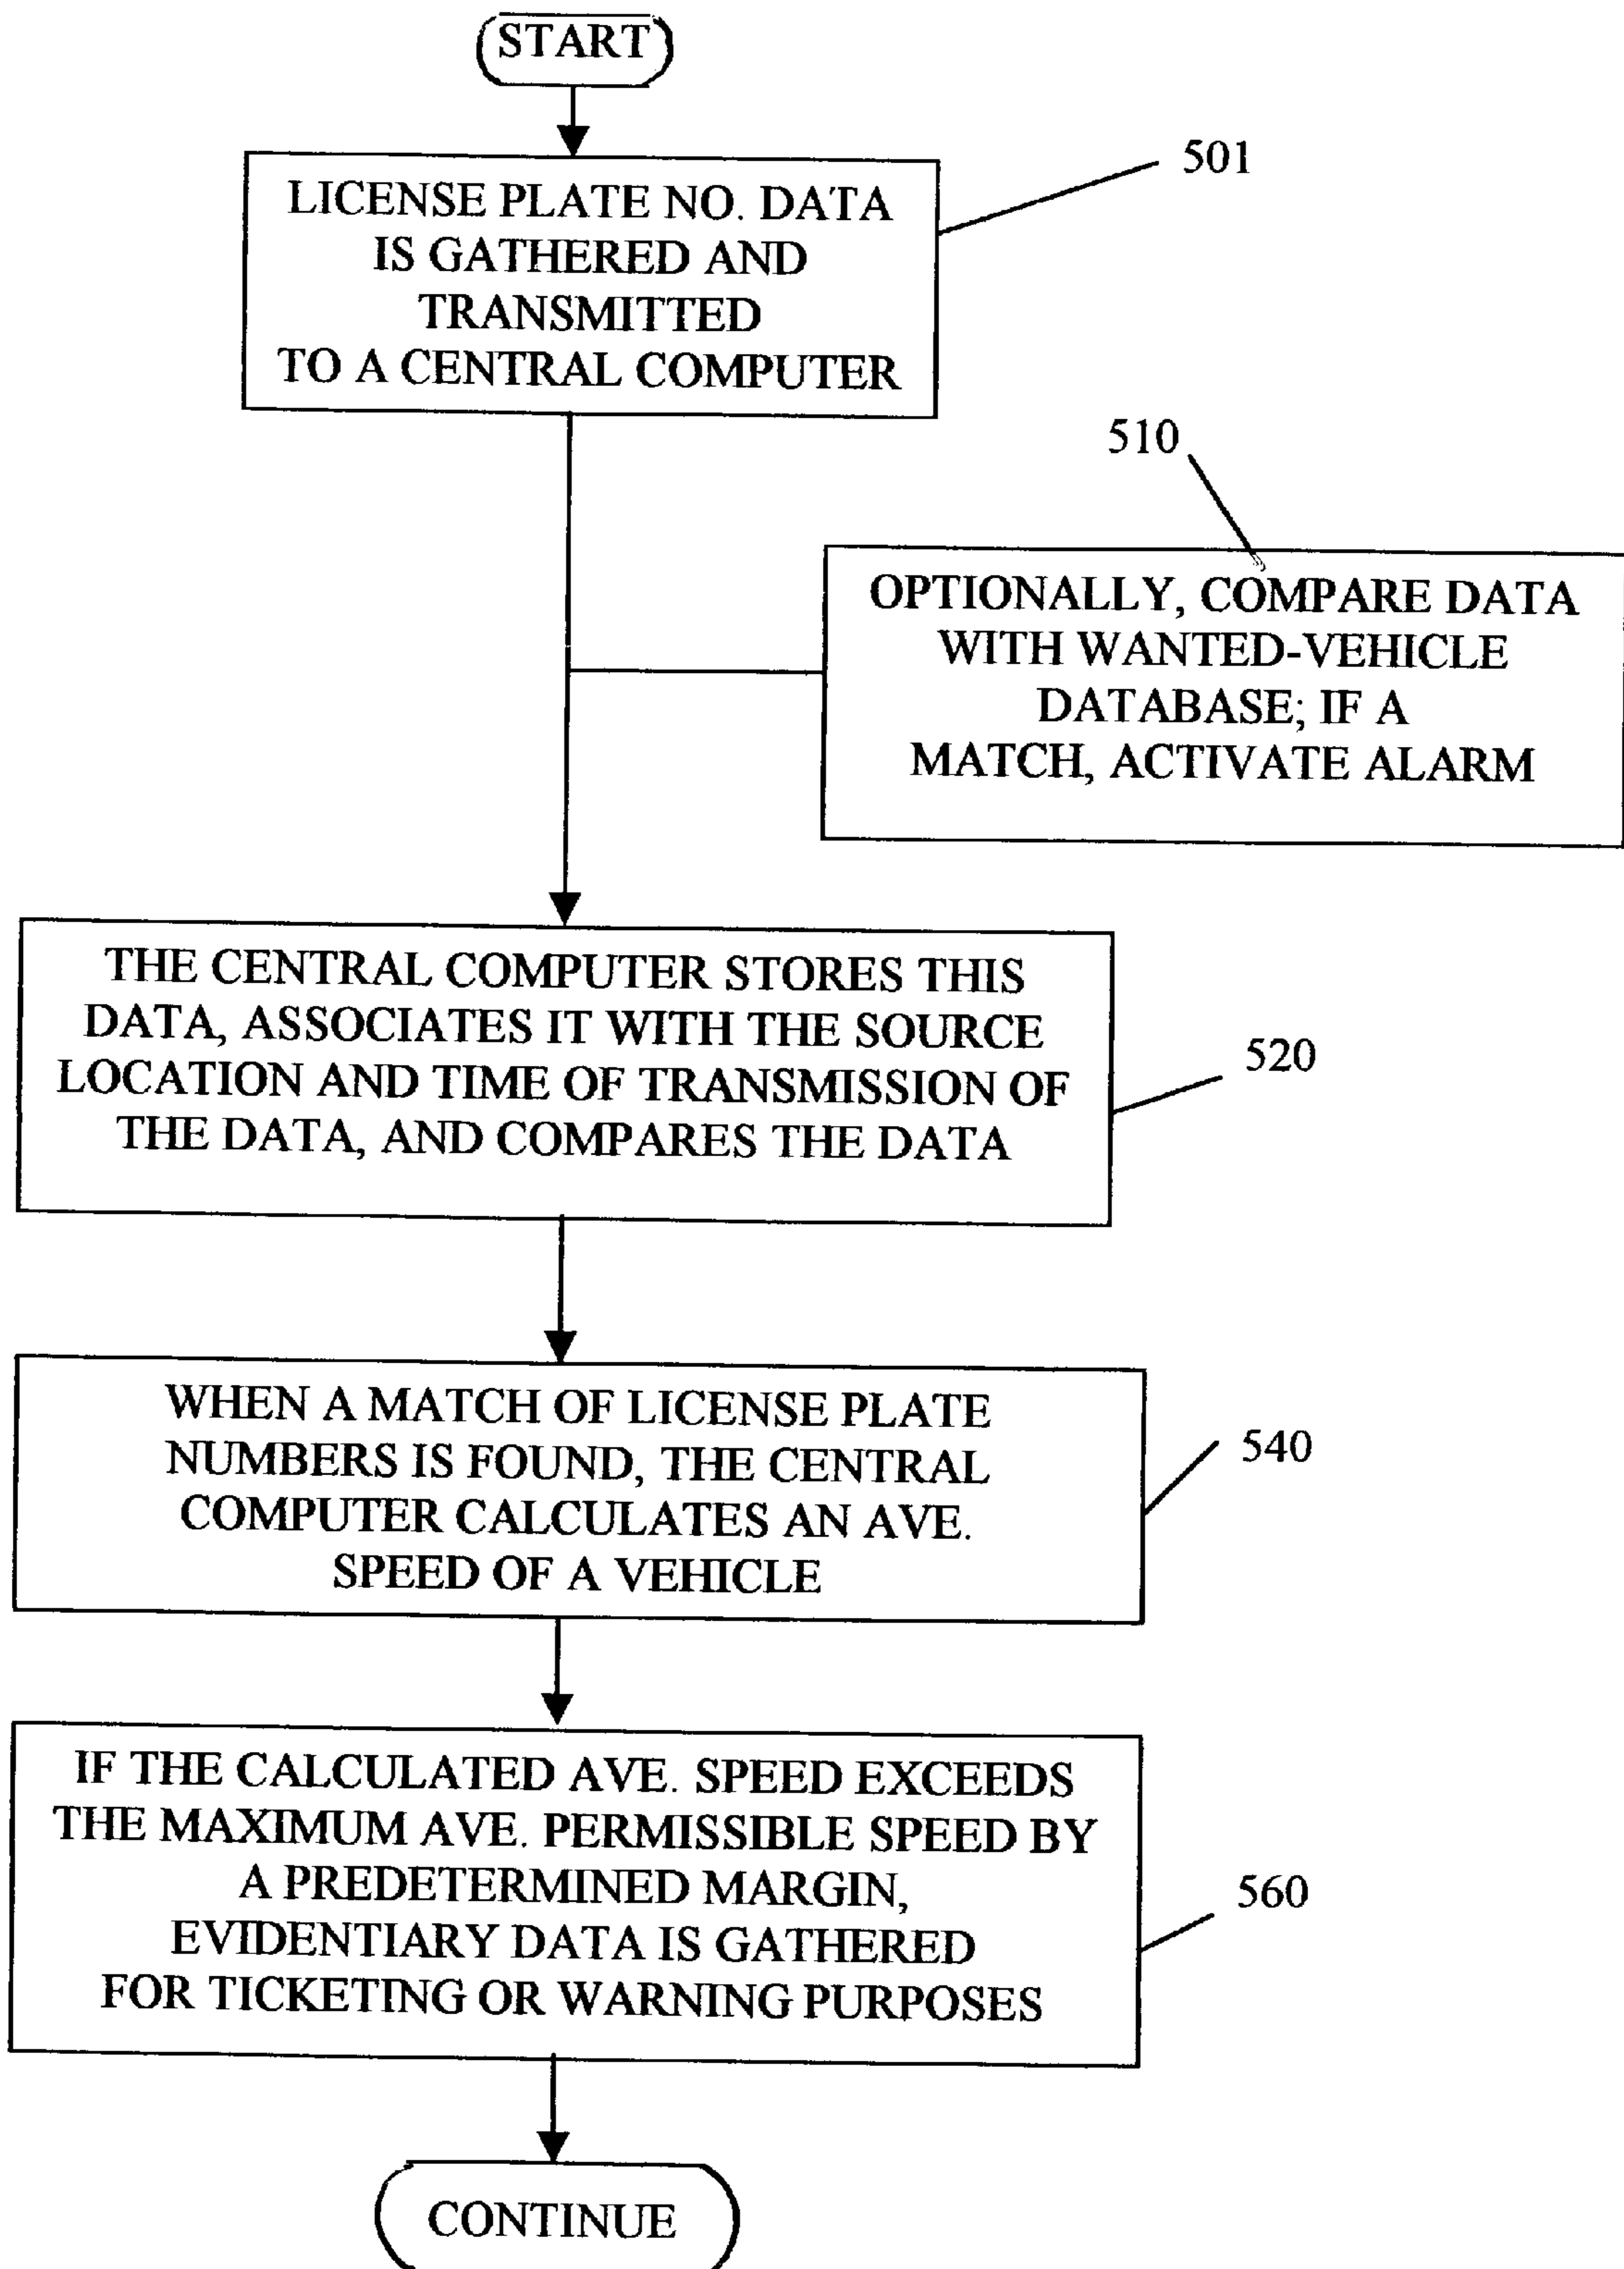 START
501
LICENSE PLATE NO. DATA
IS GATHERED AND
TRANSMITTED
TO A CENTRAL COMPUTER
510
OPTIONALLY, COMPARE DATA
WITH WANTED-VEHICLE
DATABASE; IF A
MATCH, ACTIVATE ALARM
THE CENTRAL COMPUTER STORES THIS
DATA, ASSOCIATES IT WITH THE SOURCE
LOCATION AND TIME OF TRANSMISSION OF
THE DATA, AND COMPARES THE DATA
520
WHEN A MATCH OF LICENSE PLATE
NUMBERS IS FOUND, THE CENTRAL
COMPUTER CALCULATES AN AVE.
SPEED OF A VEHICLE
540
IF THE CALCULATED AVE. SPEED EXCEEDS
THE MAXIMUM AVE. PERMISSIBLE SPEED BY
A PREDETERMINED MARGIN,
EVIDENTIARY DATA IS GATHERED
FOR TICKETING OR WARNING PURPOSES
560
CONTINUE